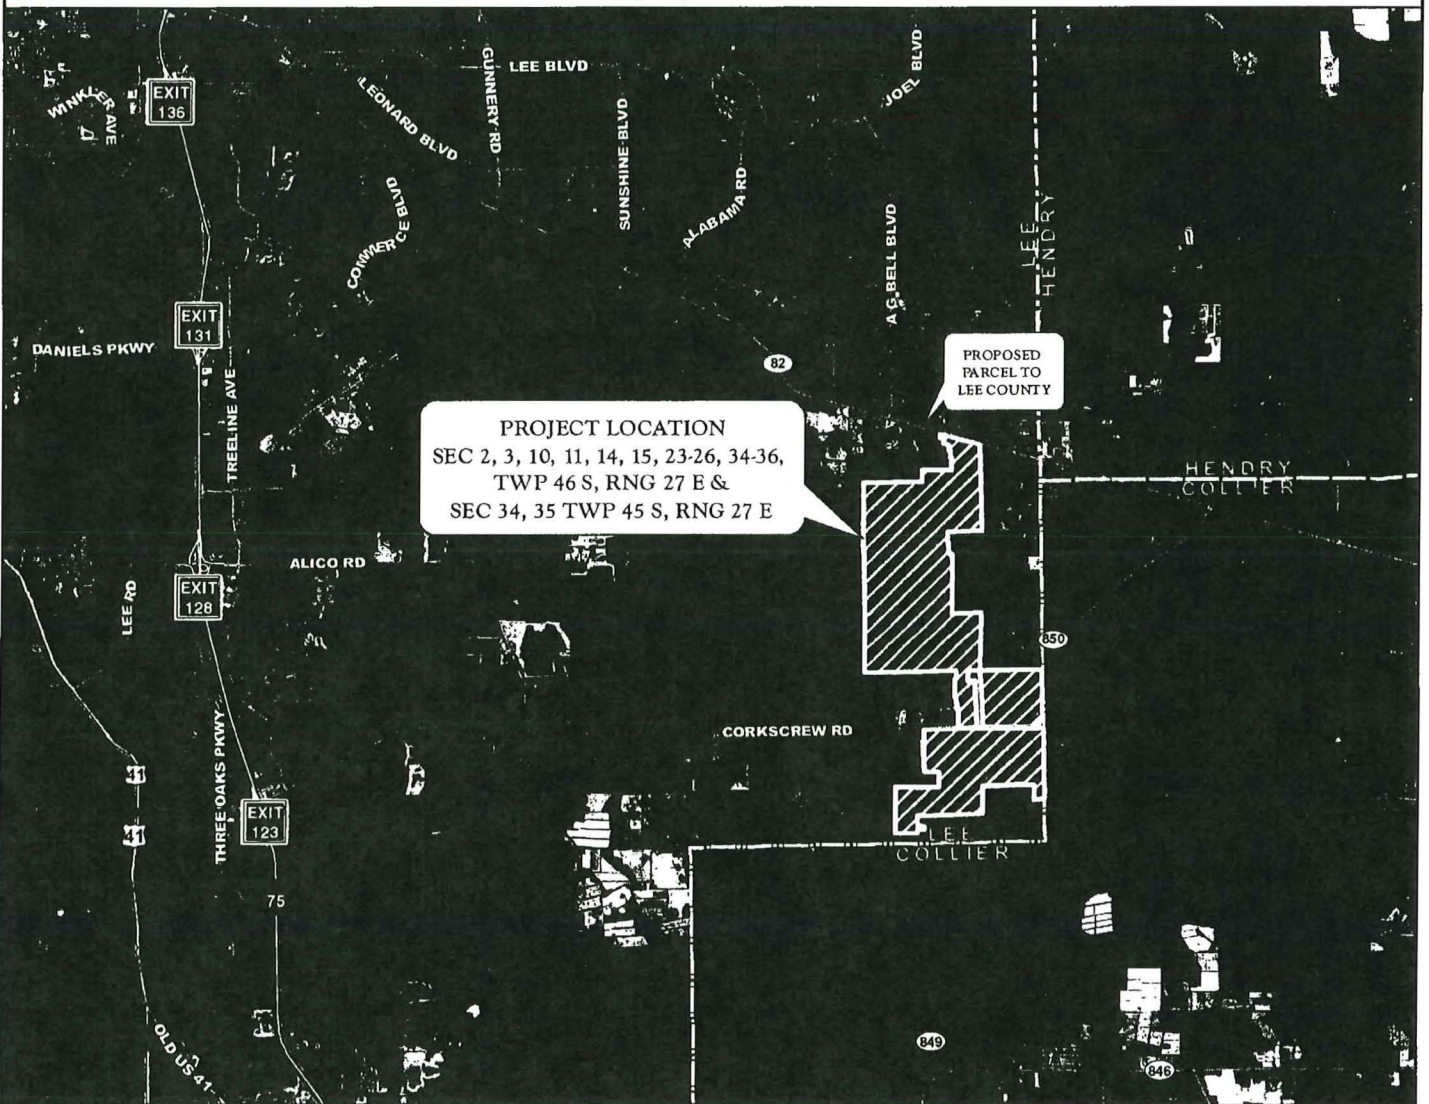 LEE BLVD
GUNNERY RD
JOEL BLVD
WINKLER AVE
EXIT
136
LEONARD BLVD
SUNSHINE BLVD
ALABAMA RD
COMMERCE BLVD
A G BELL BLVD
LEE
HENDRY
EXIT
131
DANIELS PKWY
TREELINE AVE
82
PROPOSED
PARCEL TO
LEE COUNTY
PROJECT LOCATION
SEC 2, 3, 10, 11, 14, 15, 23-26, 34-36,
TWP 46 S, RNG 27 E &
SEC 34, 35 TWP 45 S, RNG 27 E
HENDRY
COLLIER
ALICO RD
EXIT
128
LEE RD
850
THREE OAKS PKWY
CORKSCREW RD
41
41
EXIT
123
LEE
COLLIER
75
OLD US 41
849
846